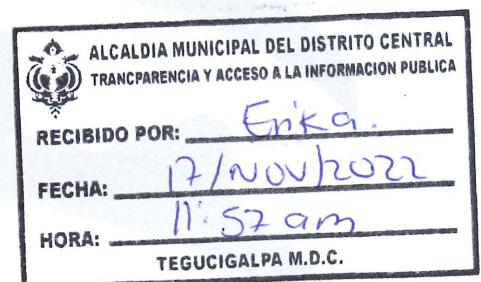 ALCALDIA MUNICIPAL DEL DISTRITO CENTRAL
TRANCPARENCIA Y ACCESO A LA INFORMACION PUBLICA
RECIBIDO POR: Erika.
FECHA: 17/NOV/2022
HORA: 11:57 am
TEGUCIGALPA M.D.C.